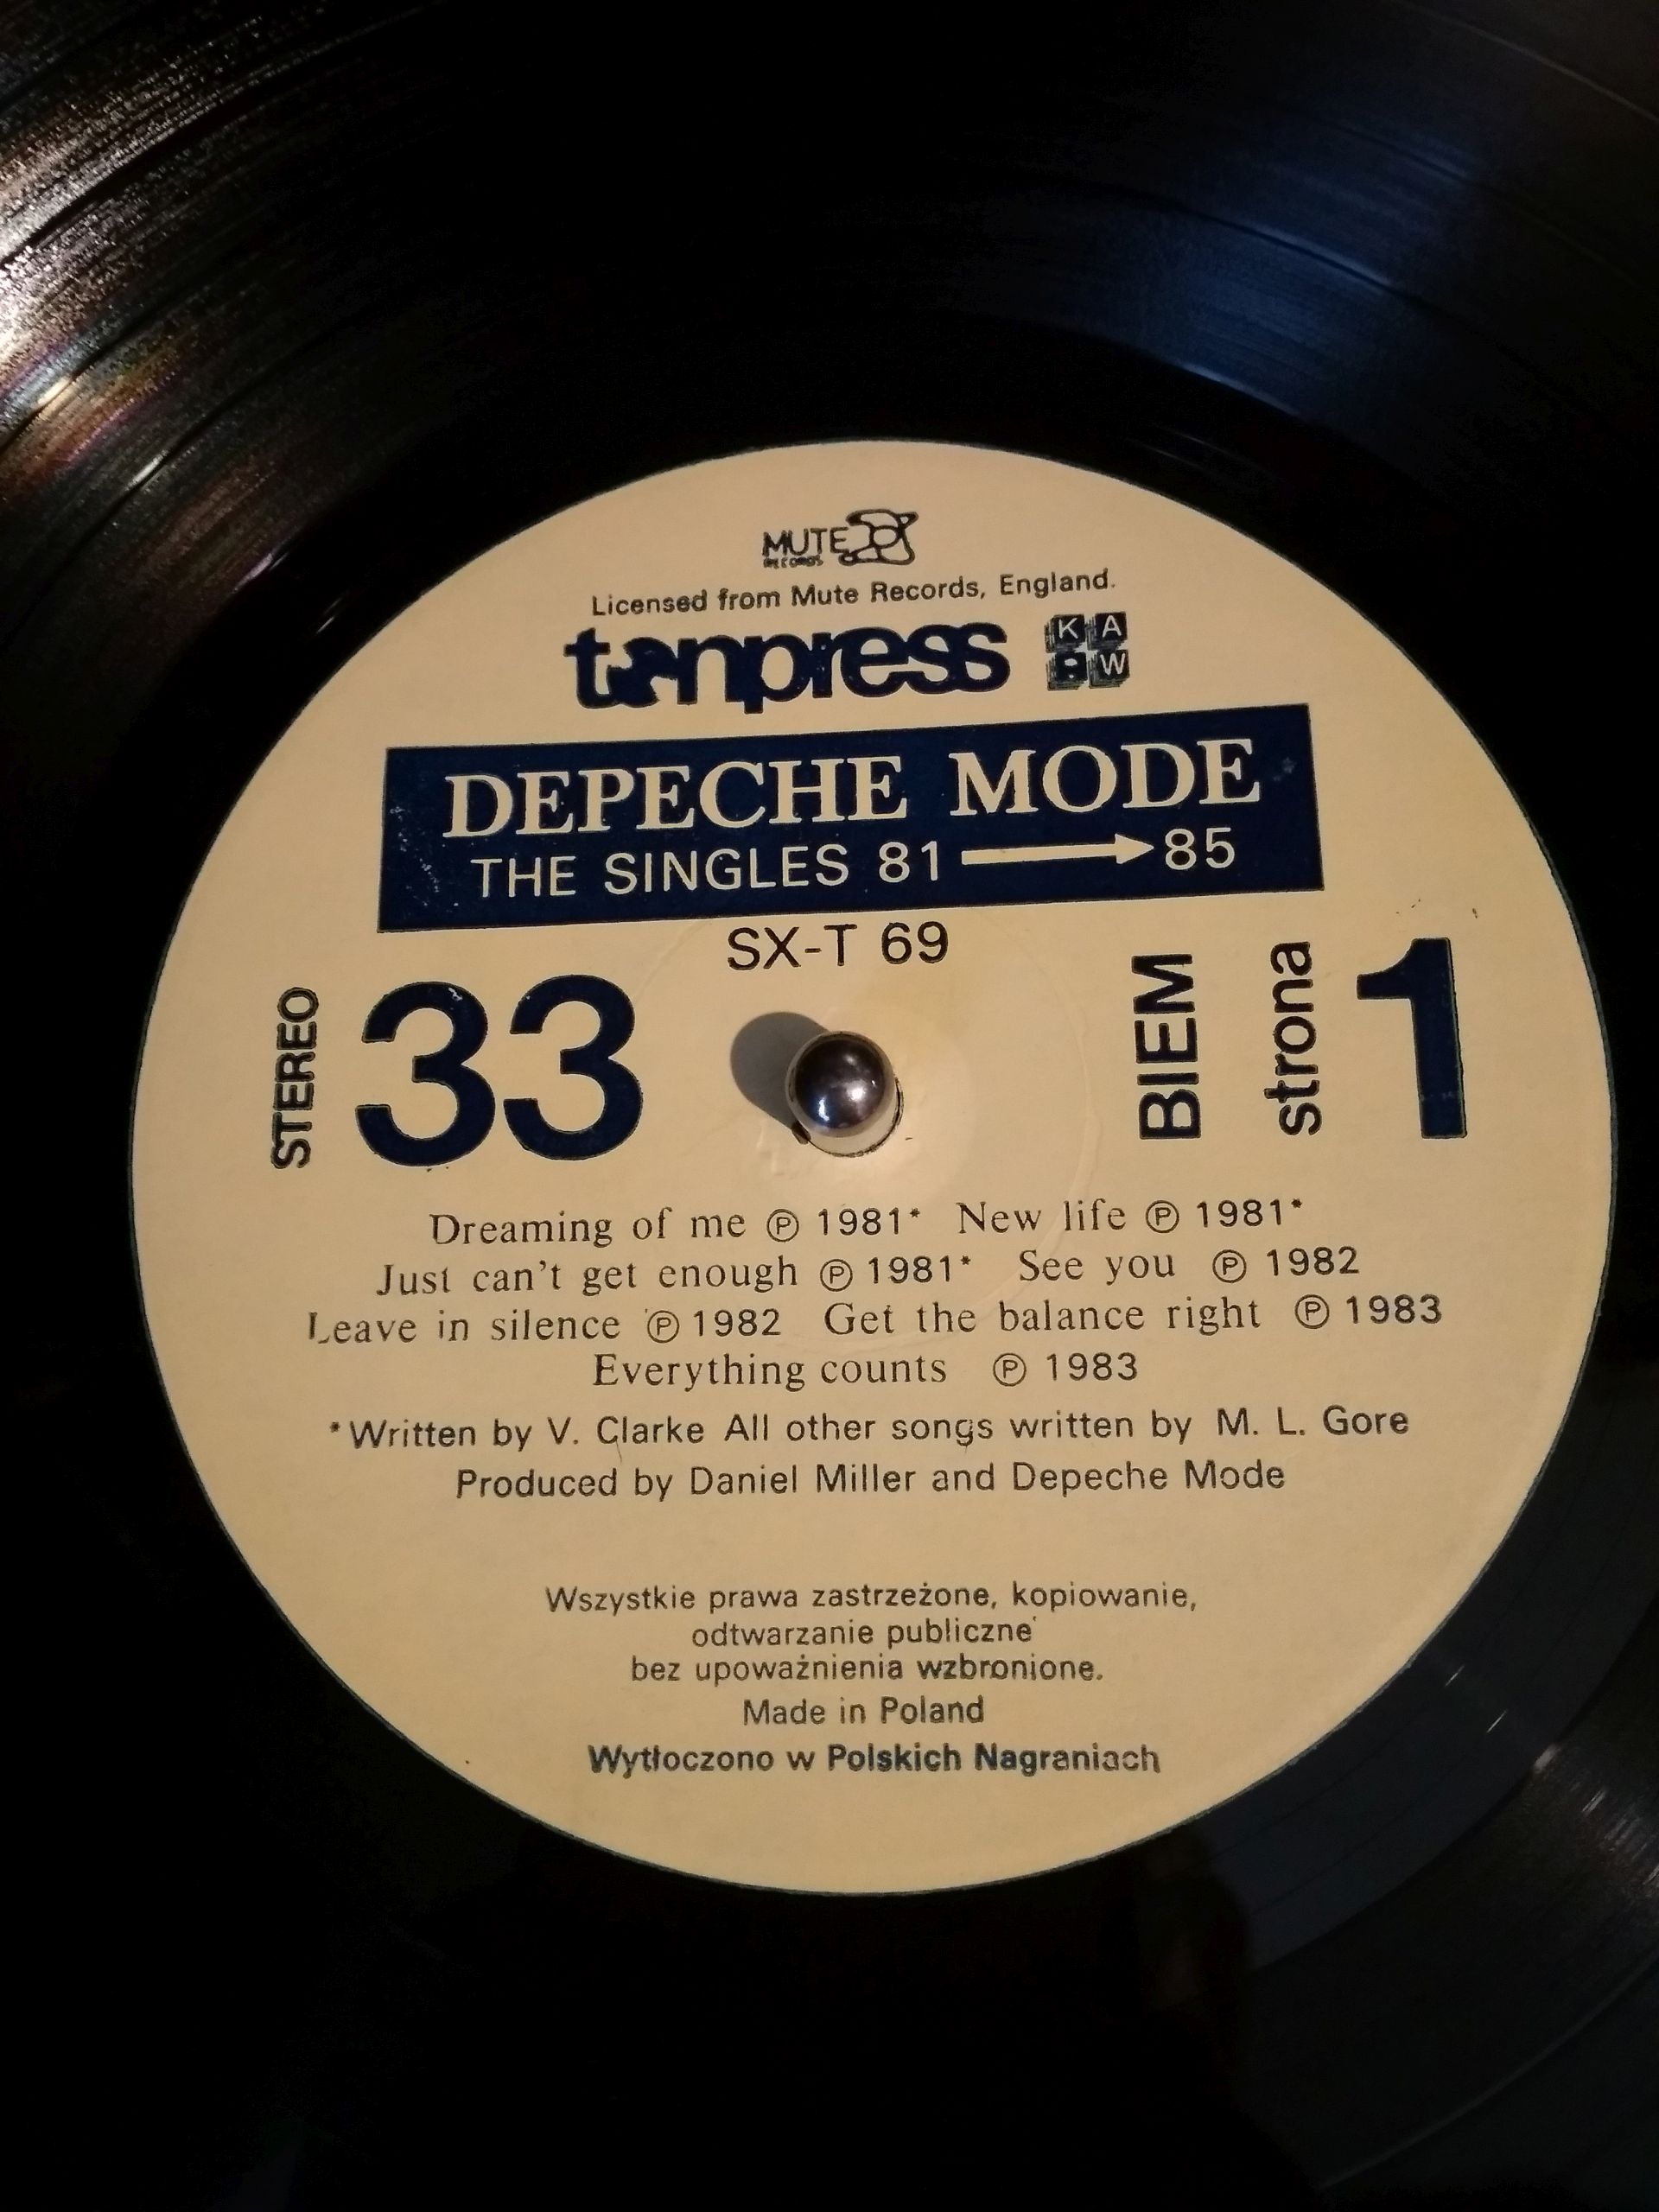 MUTE
RECORDS
Licensed from Mute Records, England.
tonpress K A W
DEPECHE MODE
THE SINGLES 81 → 85
SX-T 69
STEREO 33 BIEM strona 1
Dreaming of me ℗ 1981* New life ℗ 1981*
Just can't get enough ℗ 1981* See you ℗ 1982
Leave in silence ℗ 1982 Get the balance right ℗ 1983
Everything counts ℗ 1983
*Written by V. Clarke All other songs written by M. L. Gore
Produced by Daniel Miller and Depeche Mode
Wszystkie prawa zastrzeżone, kopiowanie,
odtwarzanie publiczne
bez upoważnienia wzbronione.
Made in Poland
Wytłoczono w Polskich Nagraniach